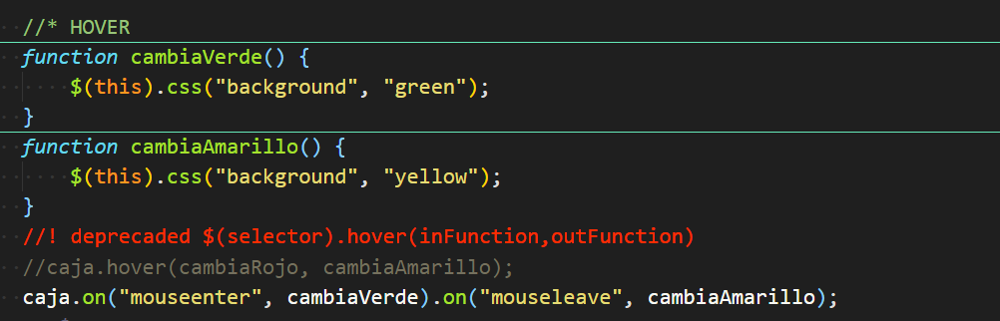 //* HOVER
function cambiaVerde() {
$(this).css("background", "green");
}
function cambiaAmarillo() {
$(this).css("background", "yellow");
}
//! deprecaded $(selector).hover(inFunction,outFunction)
//caja.hover(cambiaRojo, cambiaAmarillo);
caja.on("mouseenter", cambiaVerde).on("mouseleave", cambiaAmarillo);